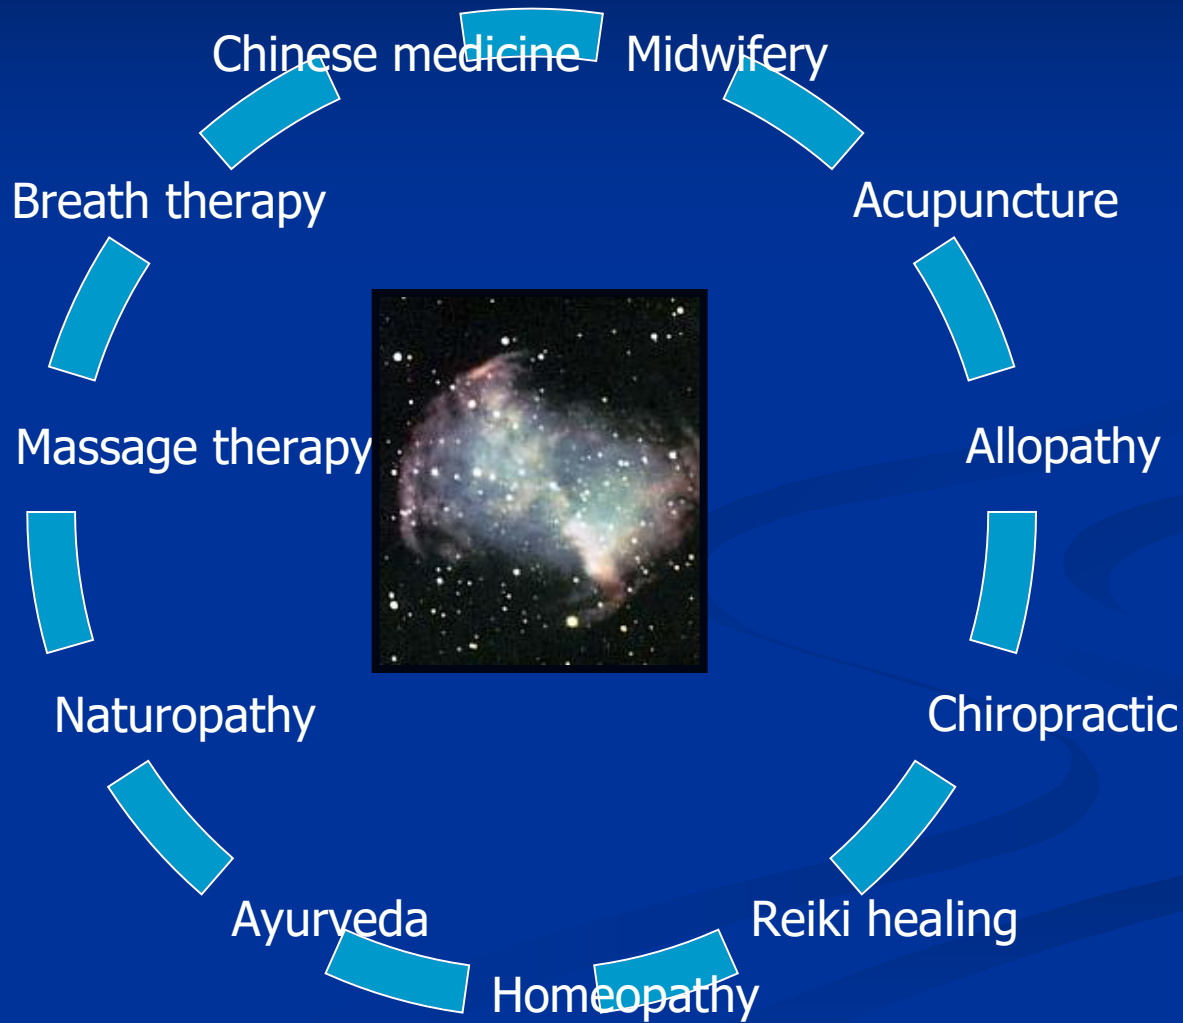 Chinese medicine
Midwifery
Breath therapy
Acupuncture
Massage therapy
Allopathy
Naturopathy
Chiropractic
Ayurveda
Reiki healing
Homeopathy